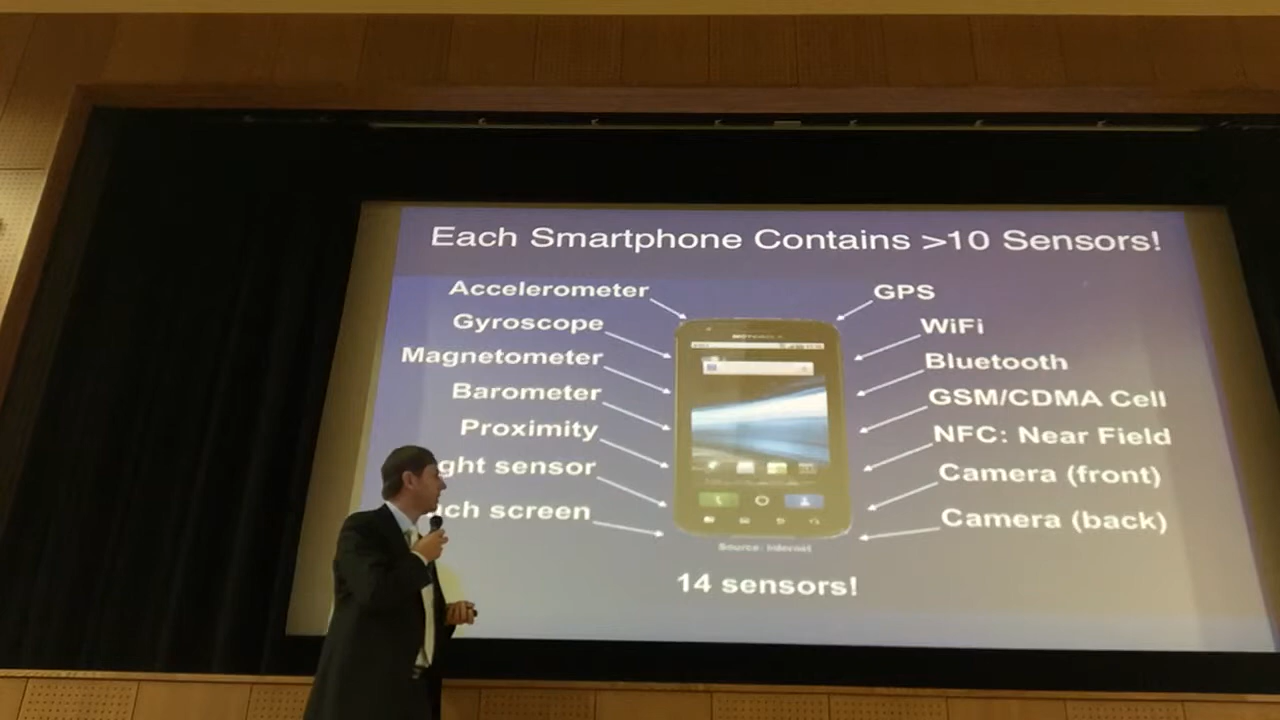 Each Smartphone Contains >10 Sensors!
Accelerometer
Gyroscope
Magnetometer
Barometer
Proximity
ght sensor
ch screen
GPS
WiFi
Bluetooth
GSM/CDMA Cell
NFC: Near Field
Camera (front)
Camera (back)
MOTOROLA
Source: Internet
14 sensors!